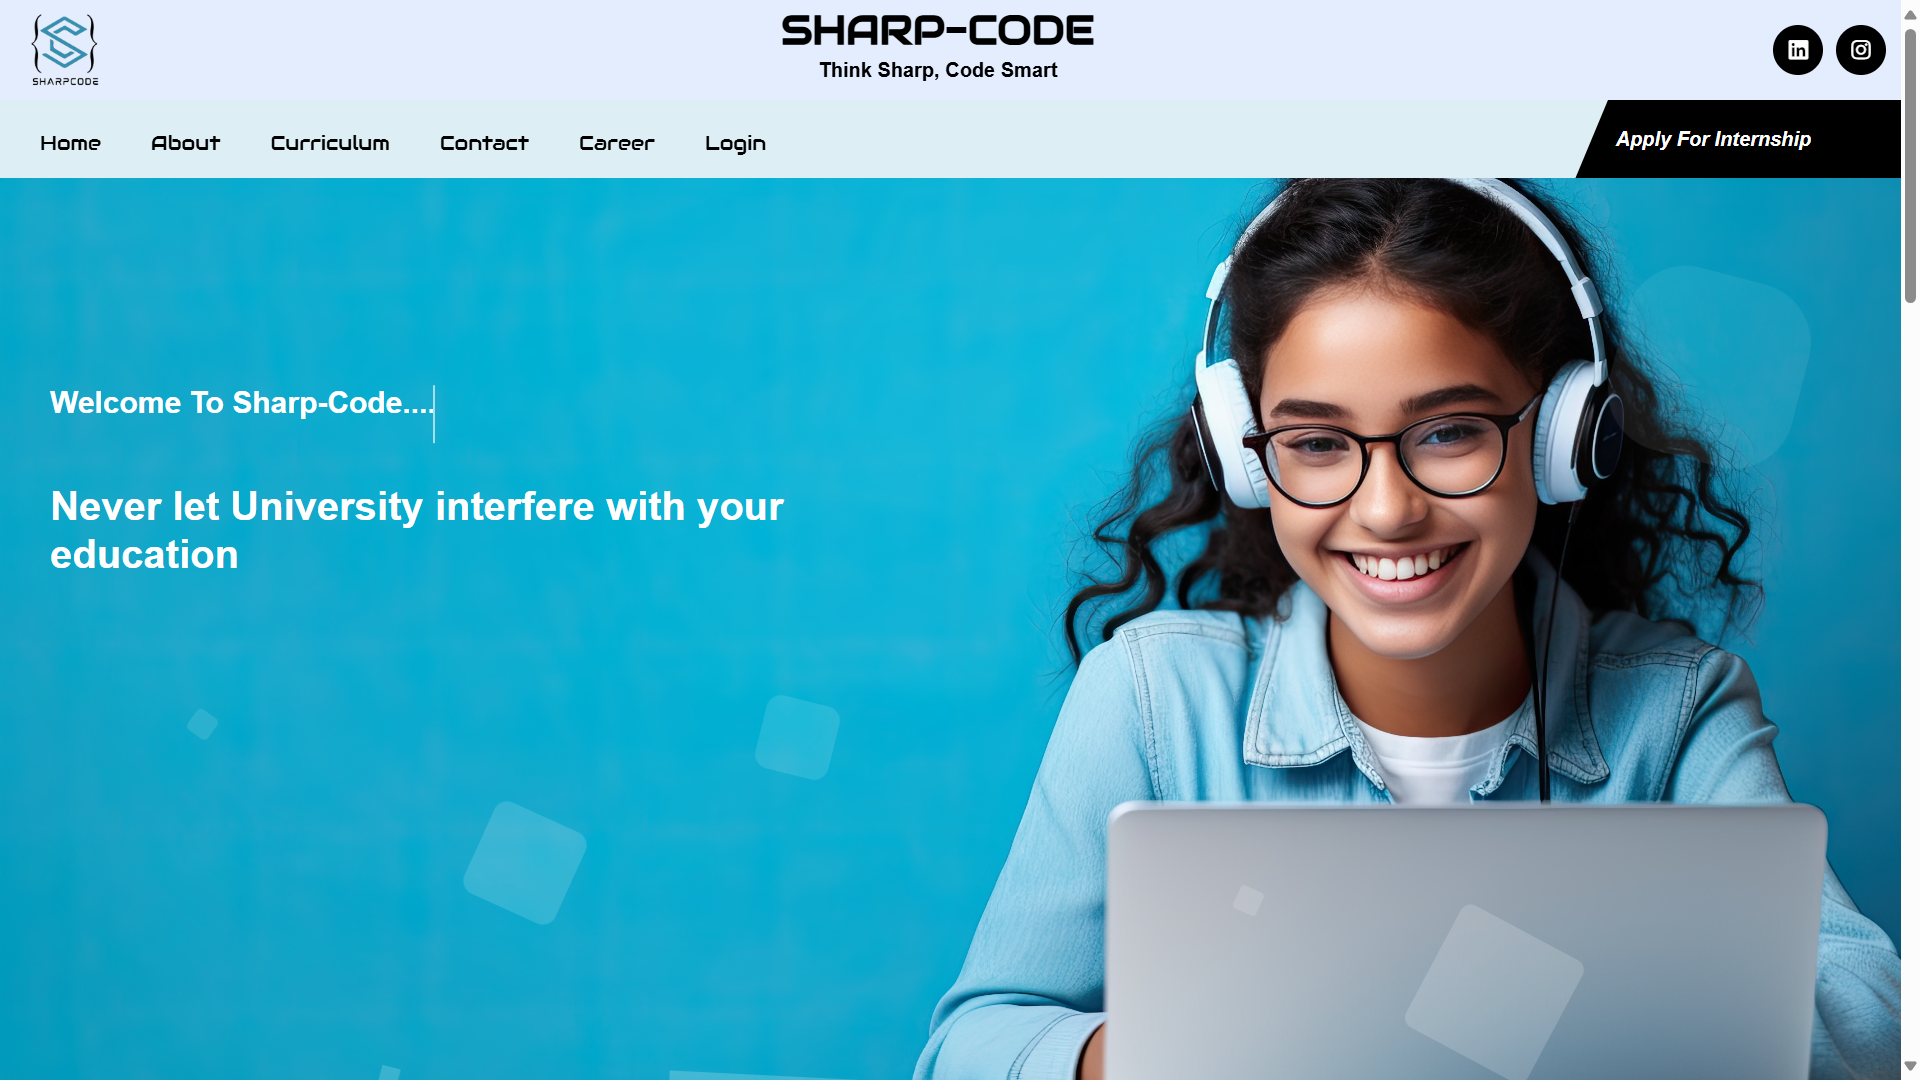 SHARPCODE
SHARP-CODE
Think Sharp, Code Smart
in
Home About Curriculum Contact Career Login
Apply For Internship
Welcome To Sharp-Code....
Never let University interfere with your
education